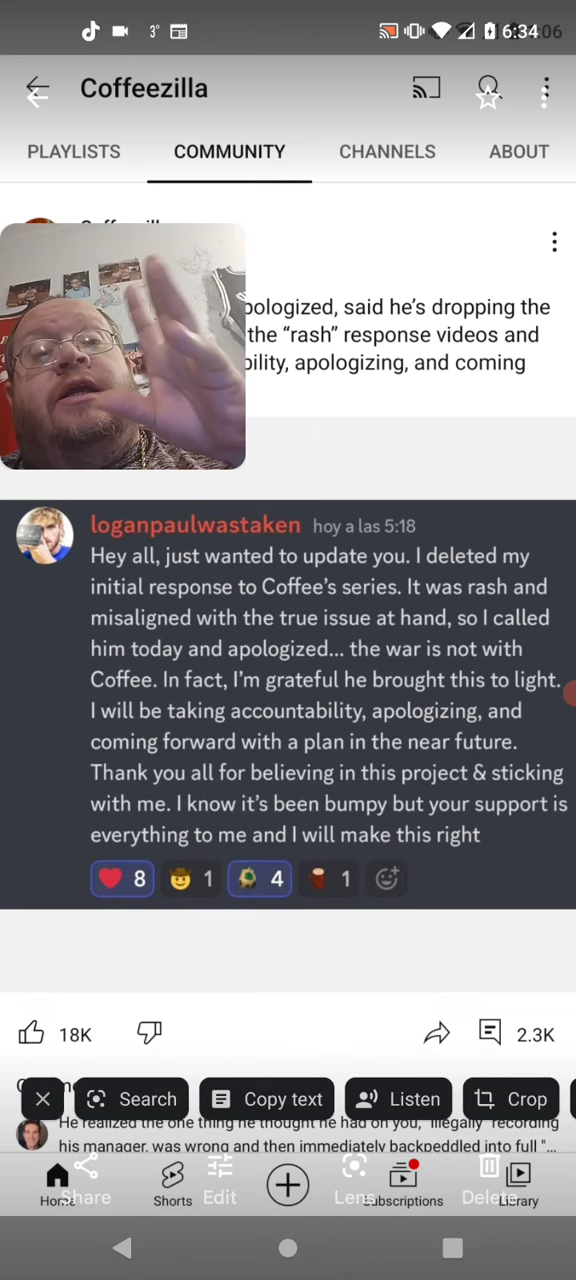 3° 6:34
Coffeezilla
PLAYLISTS COMMUNITY CHANNELS ABOUT
pologized, said he's dropping the
the "rash" response videos and
bility, apologizing, and coming
loganpaulwastaken hoy a las 5:18
Hey all, just wanted to update you. I deleted my
initial response to Coffee's series. It was rash and
misaligned with the true issue at hand, so I called
him today and apologized... the war is not with
Coffee. In fact, I'm grateful he brought this to light.
I will be taking accountability, apologizing, and
coming forward with a plan in the near future.
Thank you all for believing in this project & sticking
with me. I know it's been bumpy but your support is
everything to me and I will make this right
8 1 4 1
18K 2.3K
Search Copy text Listen Crop
He realized the one thing he thought he had on you, "illegally" recording
his manager, was wrong and then immediately backpeddled into full "...
Home Shorts Subscriptions Library
Share Edit Lens Delete